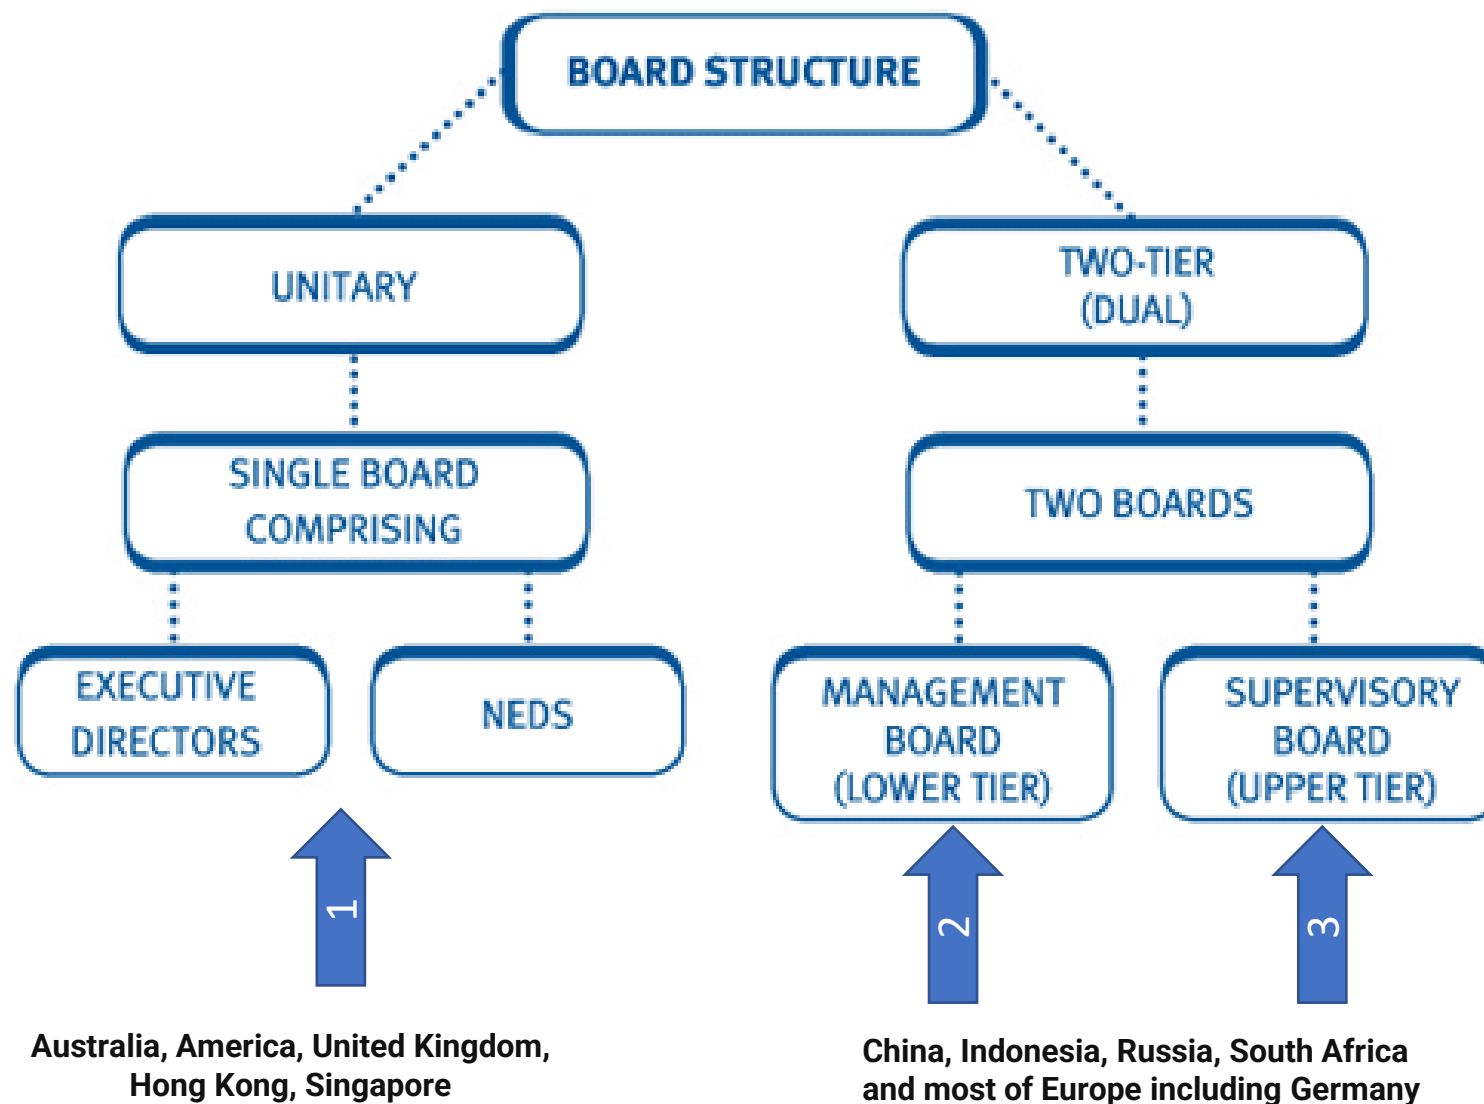 BOARD STRUCTURE
UNITARY
TWO-TIER
(DUAL)
SINGLE BOARD
COMPRISING
TWO BOARDS
EXECUTIVE
DIRECTORS
NEDS
MANAGEMENT
BOARD
(LOWER TIER)
SUPERVISORY
BOARD
(UPPER TIER)
1
2
3
Australia, America, United Kingdom,
Hong Kong, Singapore
China, Indonesia, Russia, South Africa
and most of Europe including Germany